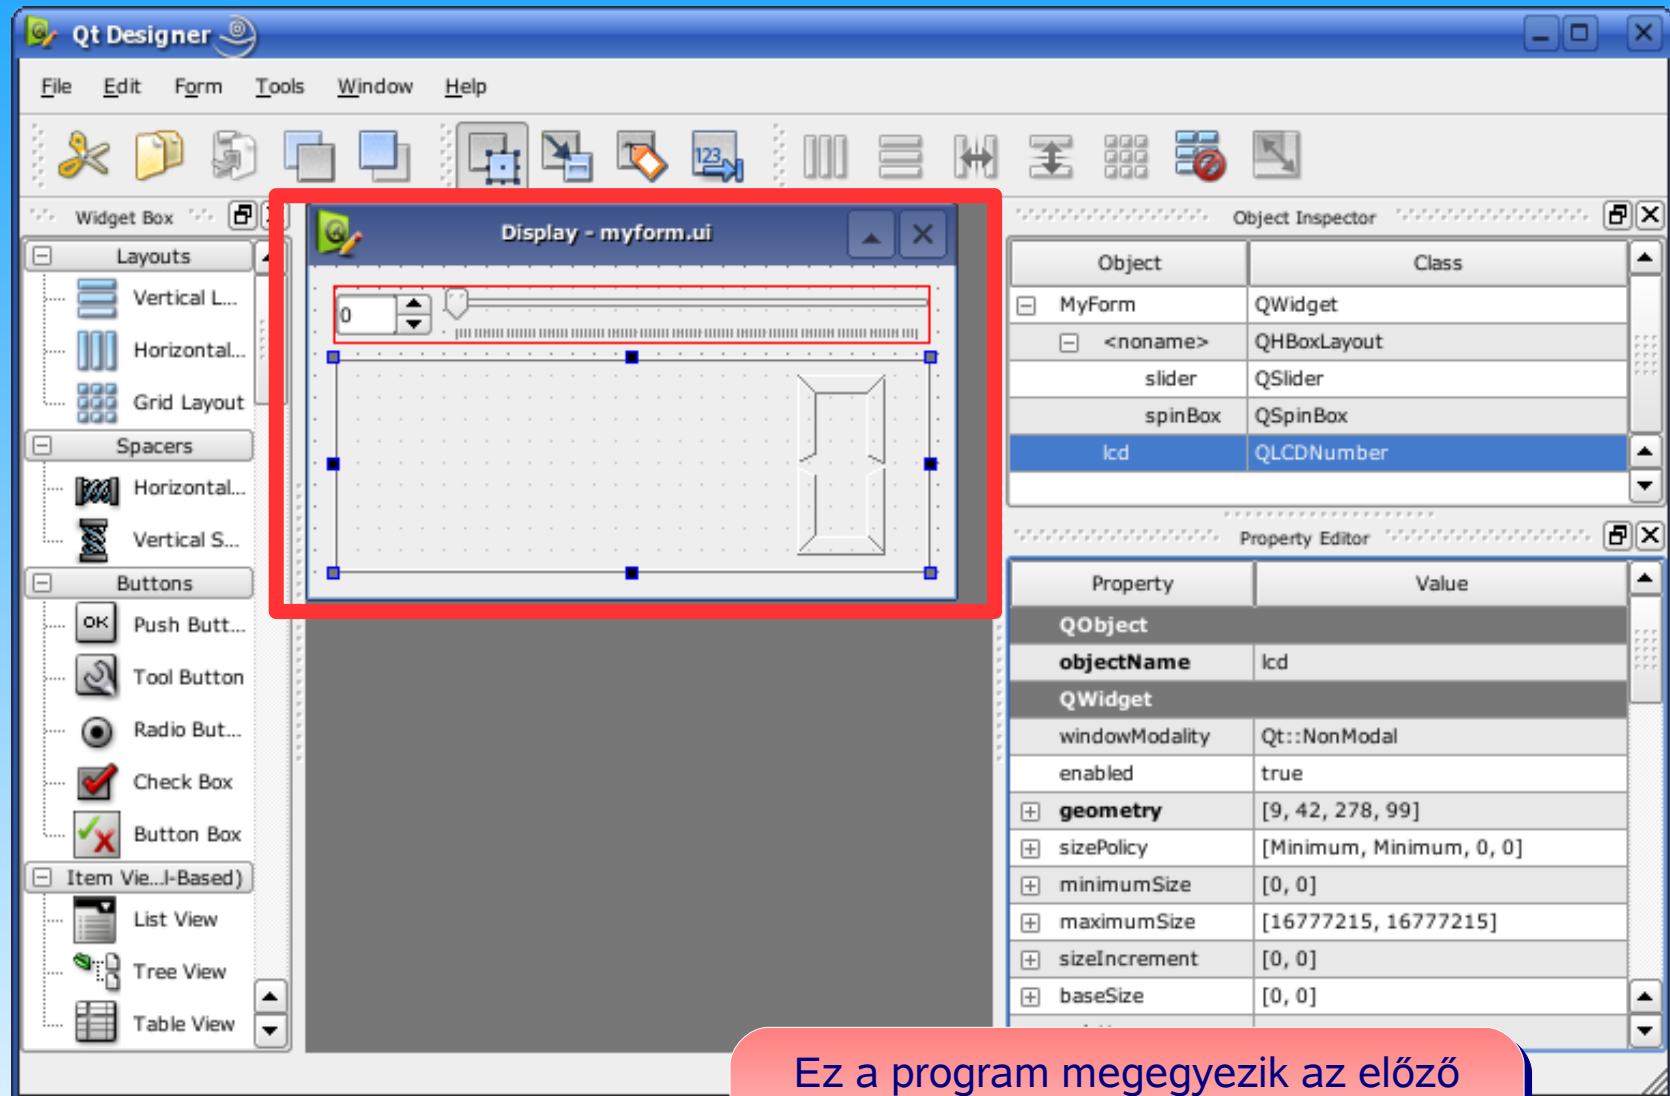 Qt Designer
File Edit Form Tools Window Help
123
Widget Box
Layouts
Vertical L...
Horizontal...
Grid Layout
Spacers
Horizontal...
Vertical S...
Buttons
OK Push Butt...
Tool Button
Radio But...
Check Box
Button Box
Item Vie...l-Based)
List View
Tree View
Table View
Display - myform.ui
0
Object Inspector
Object Class
MyForm QWidget
<noname> QHBoxLayout
slider QSlider
spinBox QSpinBox
lcd QLCDNumber
Property Editor
Property Value
QObject
objectName lcd
QWidget
windowModality Qt::NonModal
enabled true
geometry [9, 42, 278, 99]
sizePolicy [Minimum, Minimum, 0, 0]
minimumSize [0, 0]
maximumSize [16777215, 16777215]
sizeIncrement [0, 0]
baseSize [0, 0]
Ez a program megegyezik az előző